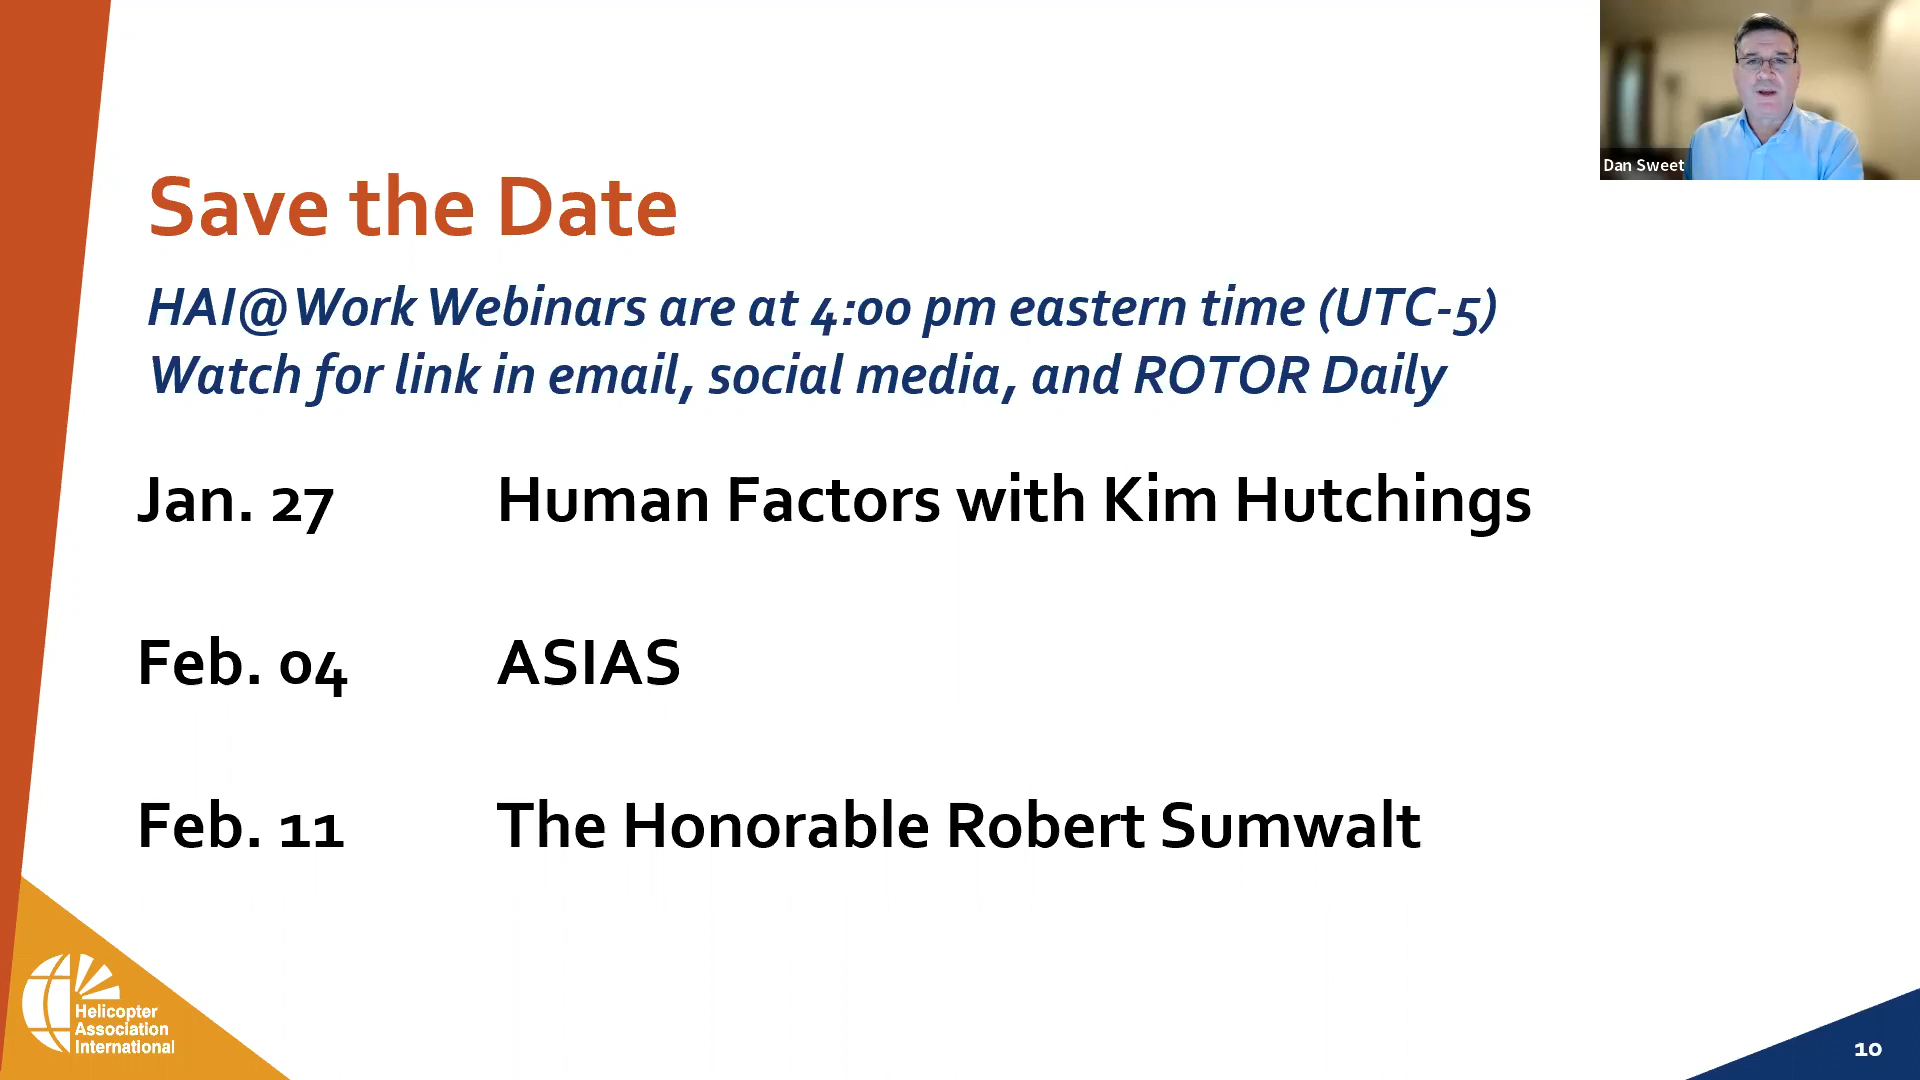 Dan Sweet
Save the Date
HAI@Work Webinars are at 4:00 pm eastern time (UTC-5)
Watch for link in email, social media, and ROTOR Daily
Jan. 27 Human Factors with Kim Hutchings
Feb. 04 ASIAS
Feb. 11 The Honorable Robert Sumwalt
Helicopter
Association
International
10